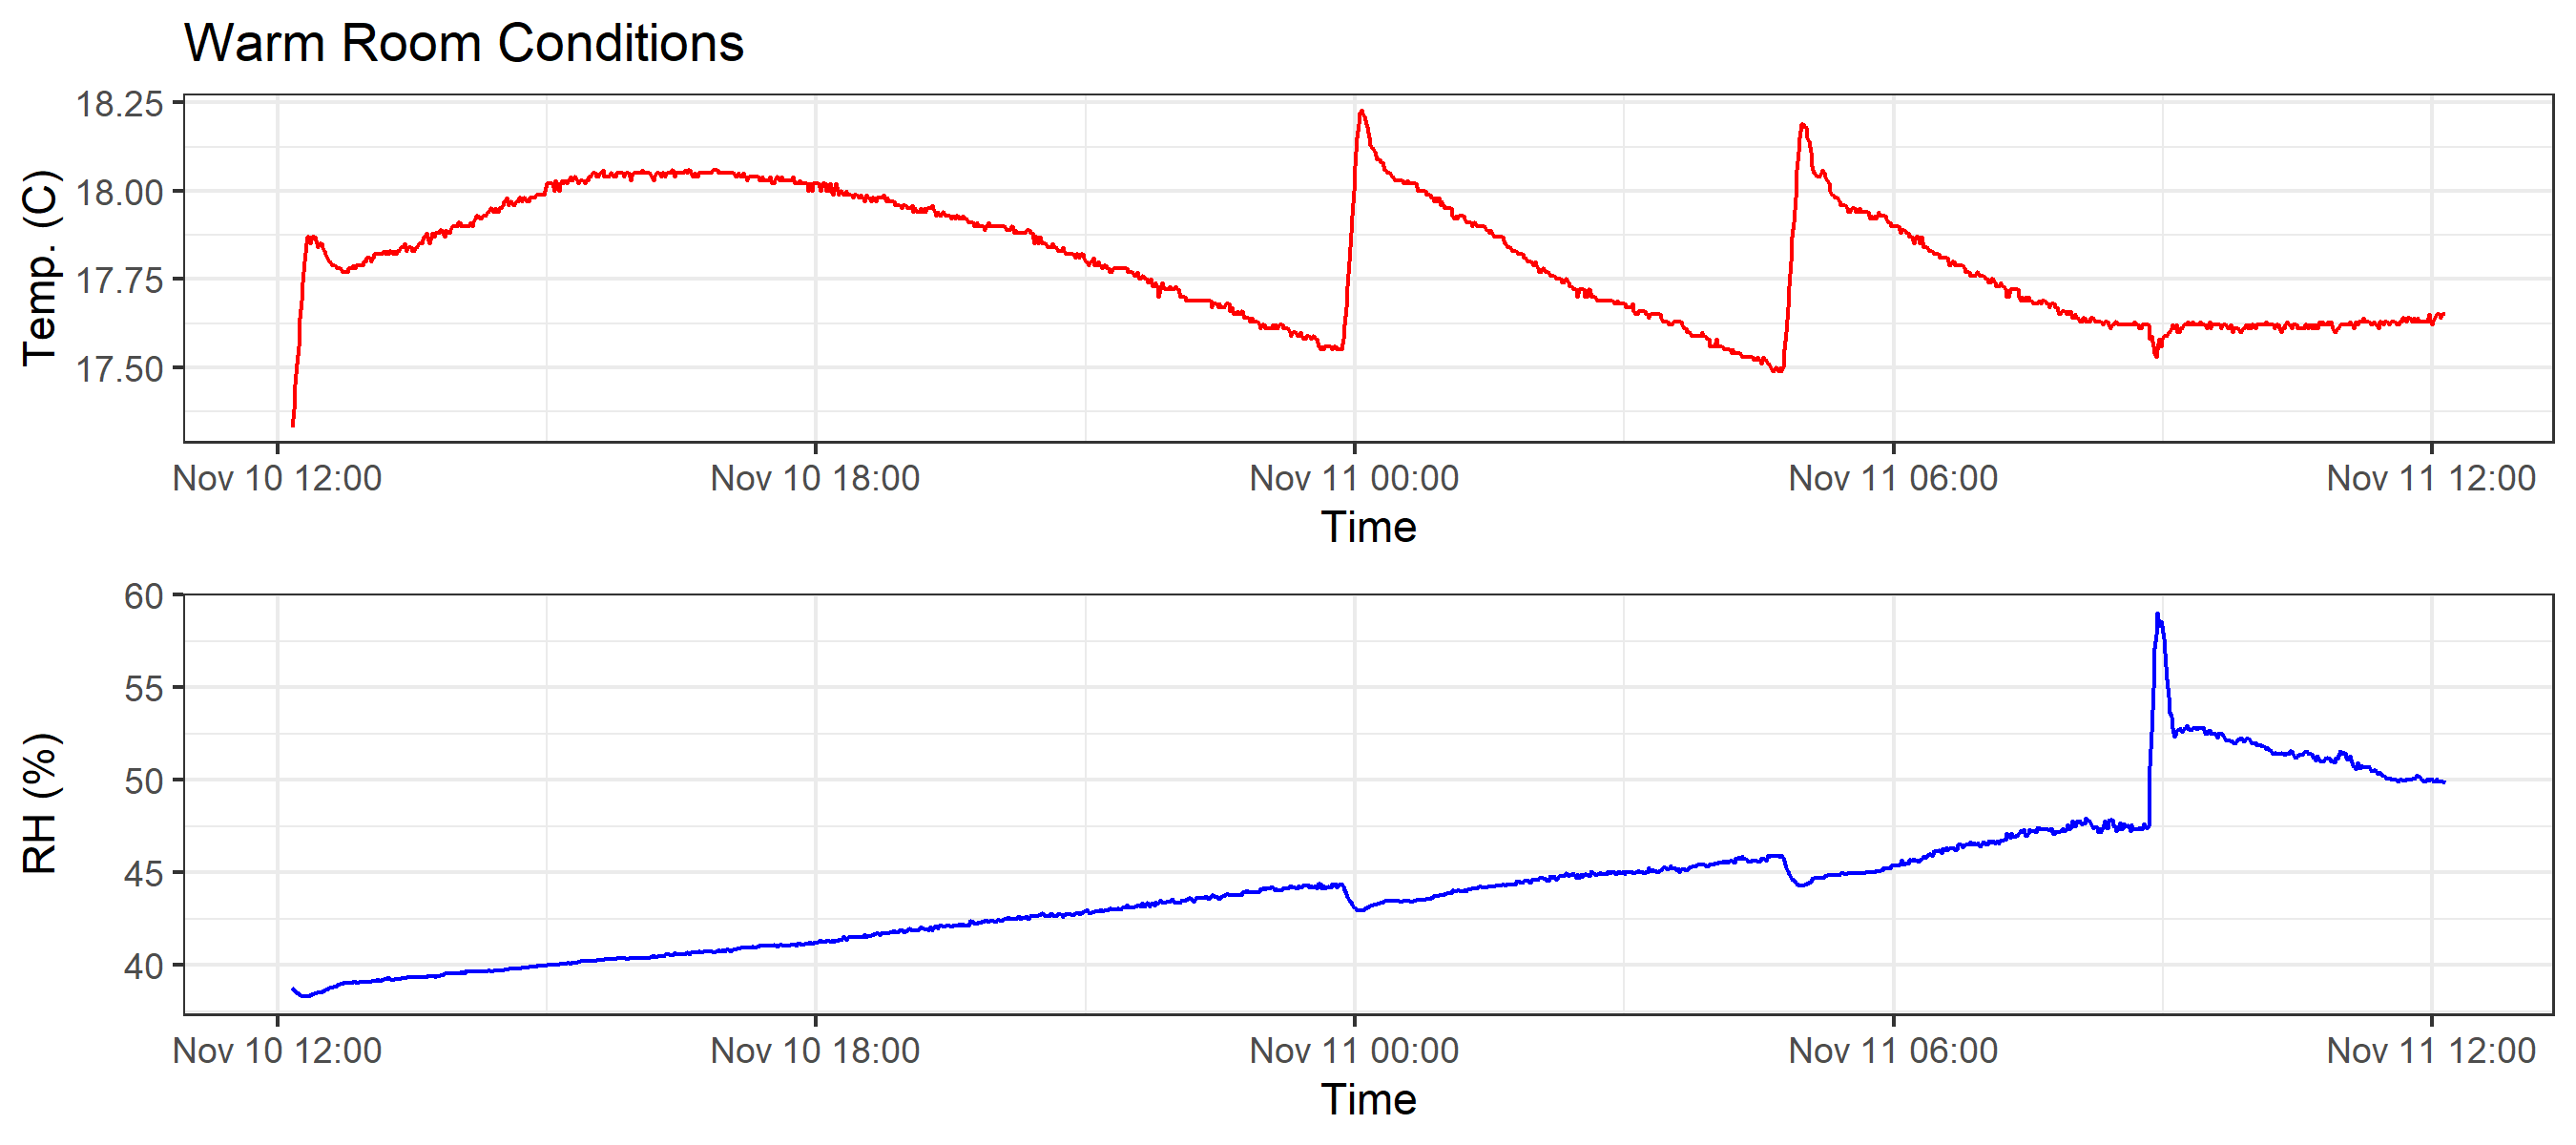 Warm Room Conditions
18.25
18.00
17.75
17.50
Temp. (C)
Nov 10 12:00 Nov 10 18:00 Nov 11 00:00 Nov 11 06:00 Nov 11 12:00
Time
60
55
50
45
40
RH (%)
Nov 10 12:00 Nov 10 18:00 Nov 11 00:00 Nov 11 06:00 Nov 11 12:00
Time